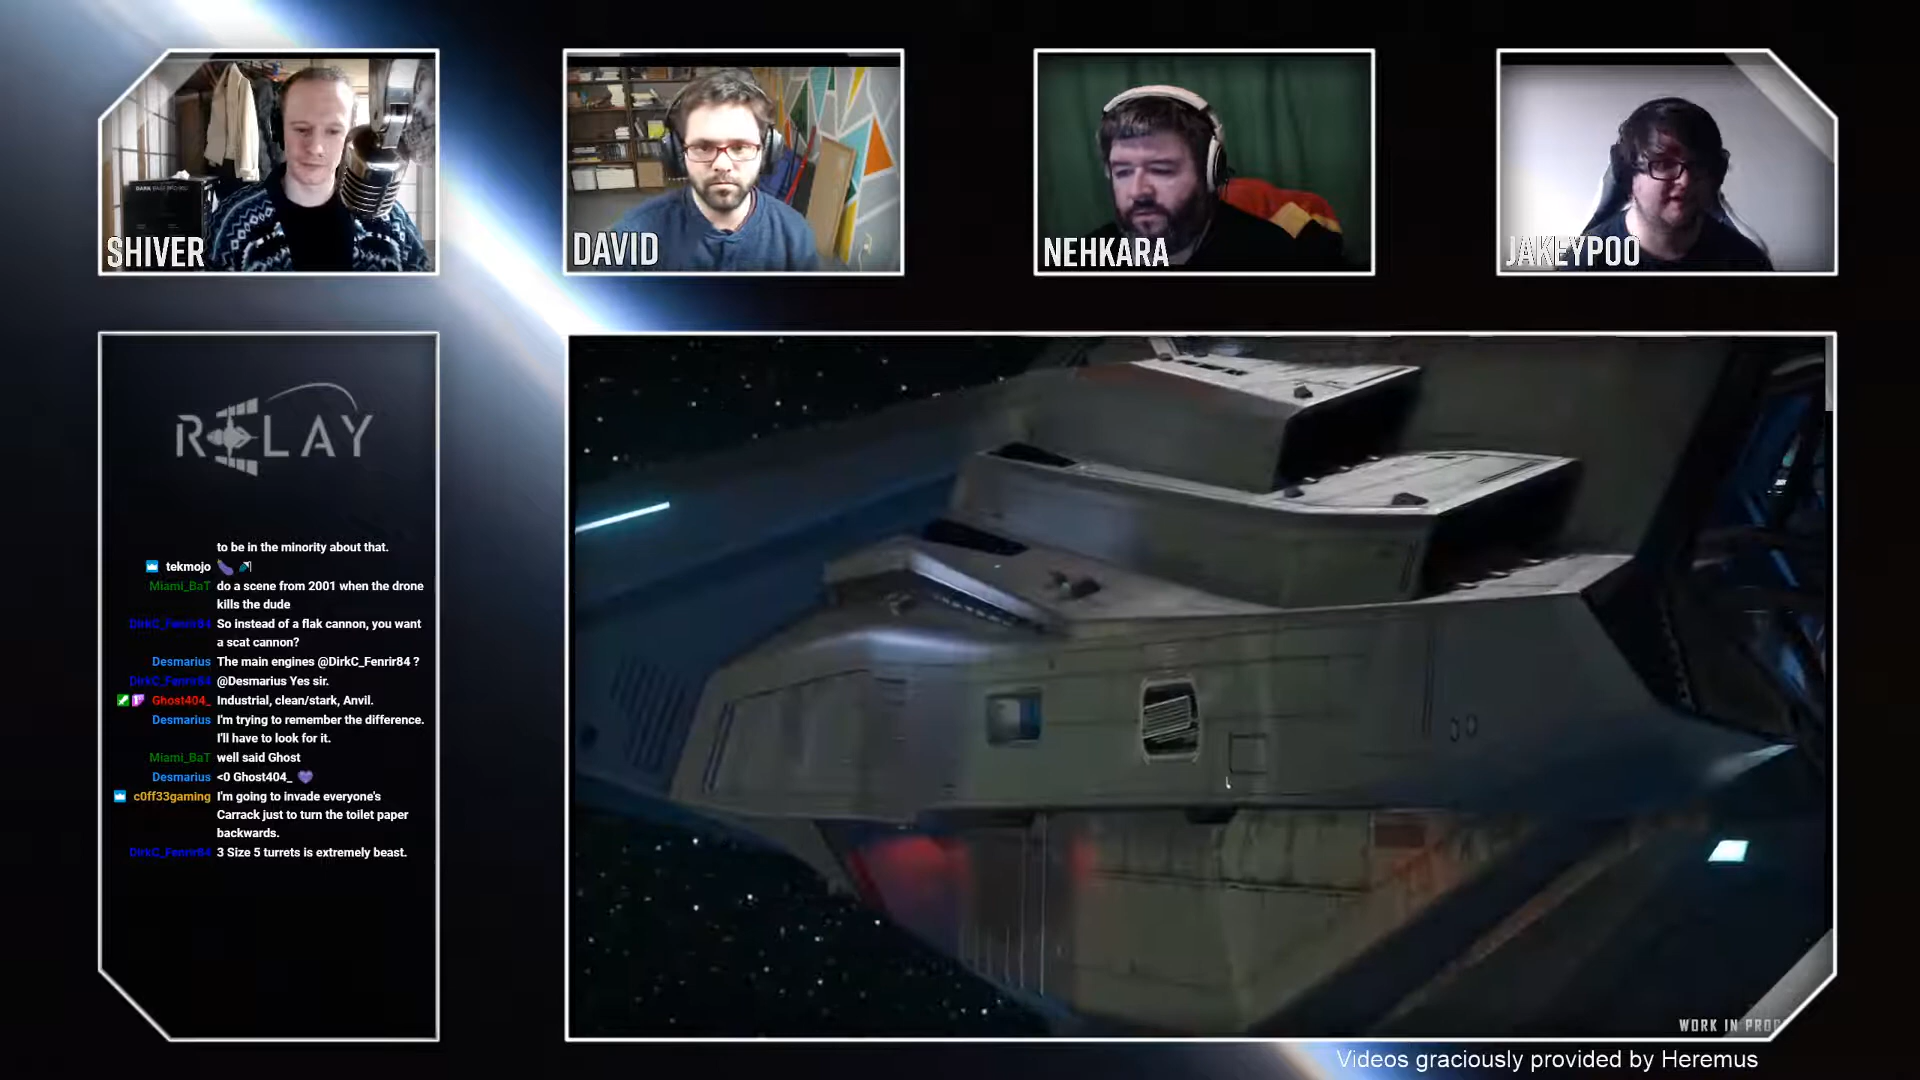 SHIVER
DAVID
NEHKARA
JAKEYPOO
RELAY
to be in the minority about that.
tekmojo
Miami_BaT do a scene from 2001 when the drone
kills the dude
DirkC_Fenrir84 So instead of a flak cannon, you want
a scat cannon?
Desmarius The main engines @DirkC_Fenrir84 ?
DirkC_Fenrir84 @Desmarius Yes sir.
Ghost404_ Industrial, clean/stark, Anvil.
Desmarius I'm trying to remember the difference.
I'll have to look for it.
Miami_BaT well said Ghost
Desmarius <0 Ghost404_
c0ff33gaming I'm going to invade everyone's
Carrack just to turn the toilet paper
backwards.
DirkC_Fenrir84 3 Size 5 turrets is extremely beast.
WORK IN PROG
Videos graciously provided by Heremus